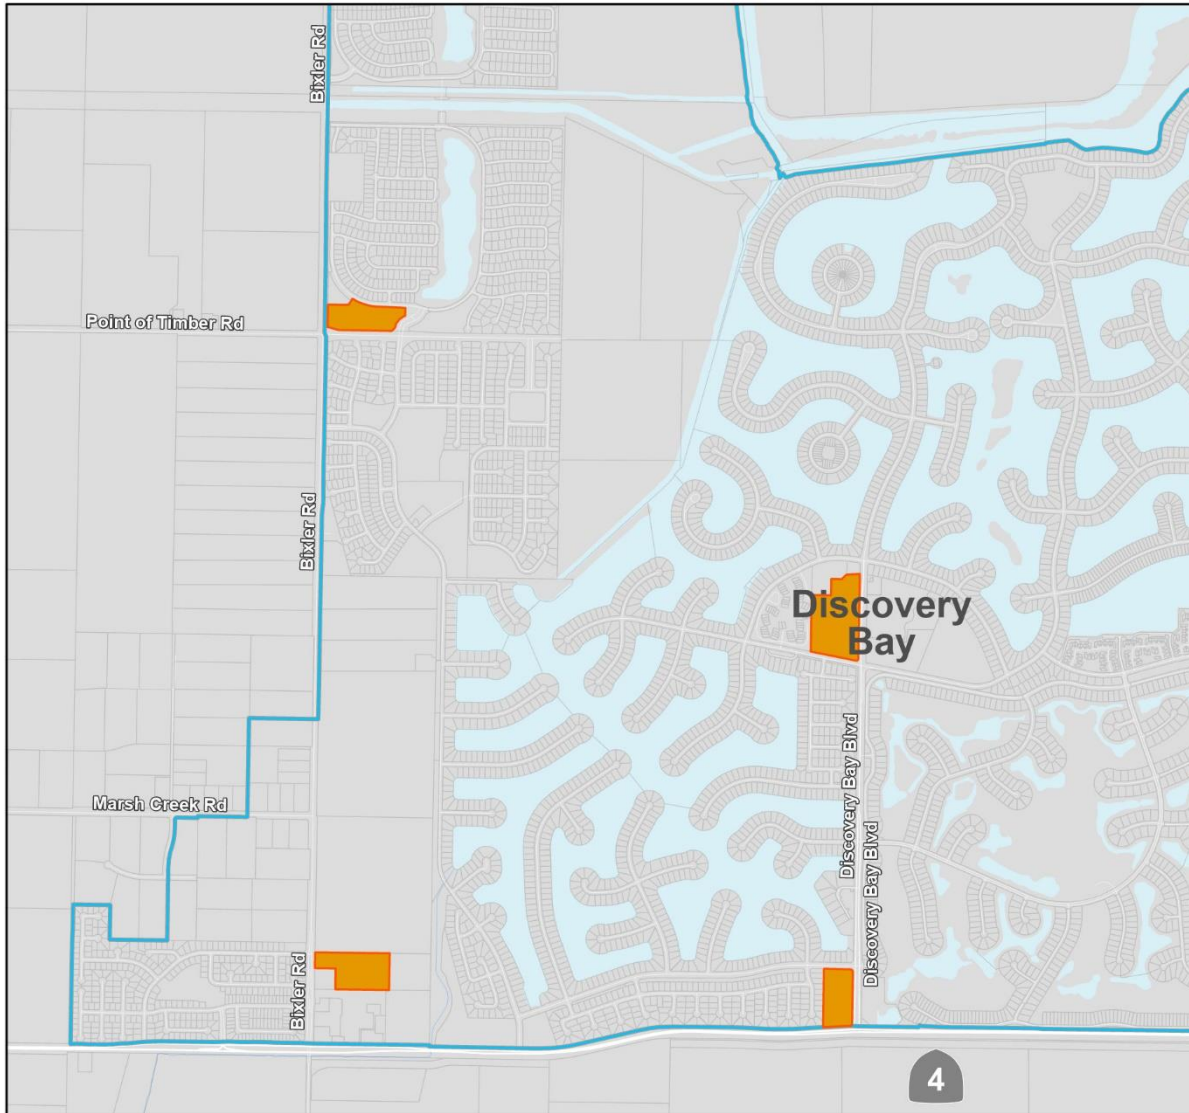 Bixler Rd
Point of Timber Rd
Bixler Rd
Discovery
Bay
Discovery Bay Blvd
Marsh Creek Rd
Discovery Bay Blvd
Bixler Rd
4